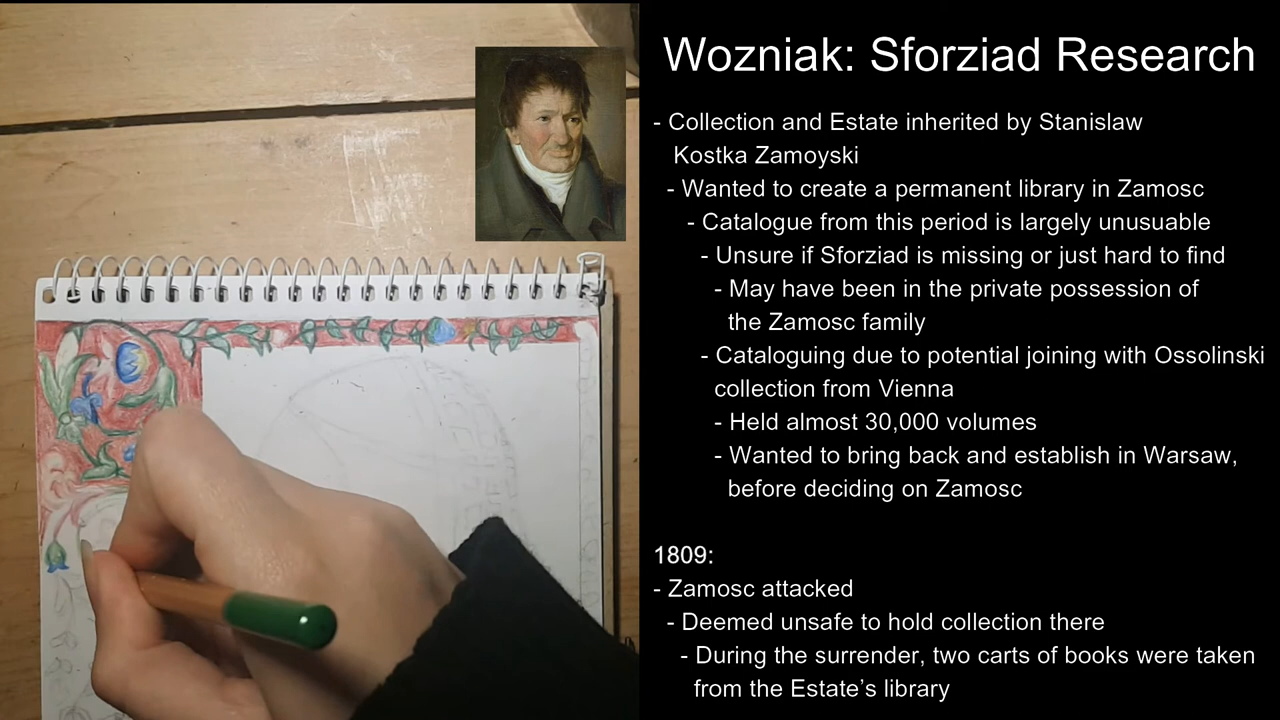 Wozniak: Sforziad Research
- Collection and Estate inherited by Stanislaw
Kostka Zamoyski
- Wanted to create a permanent library in Zamosc
- Catalogue from this period is largely unusuable
- Unsure if Sforziad is missing or just hard to find
- May have been in the private possession of
the Zamosc family
- Cataloguing due to potential joining with Ossolinski
collection from Vienna
- Held almost 30,000 volumes
- Wanted to bring back and establish in Warsaw,
before deciding on Zamosc
1809:
- Zamosc attacked
- Deemed unsafe to hold collection there
- During the surrender, two carts of books were taken
from the Estate’s library